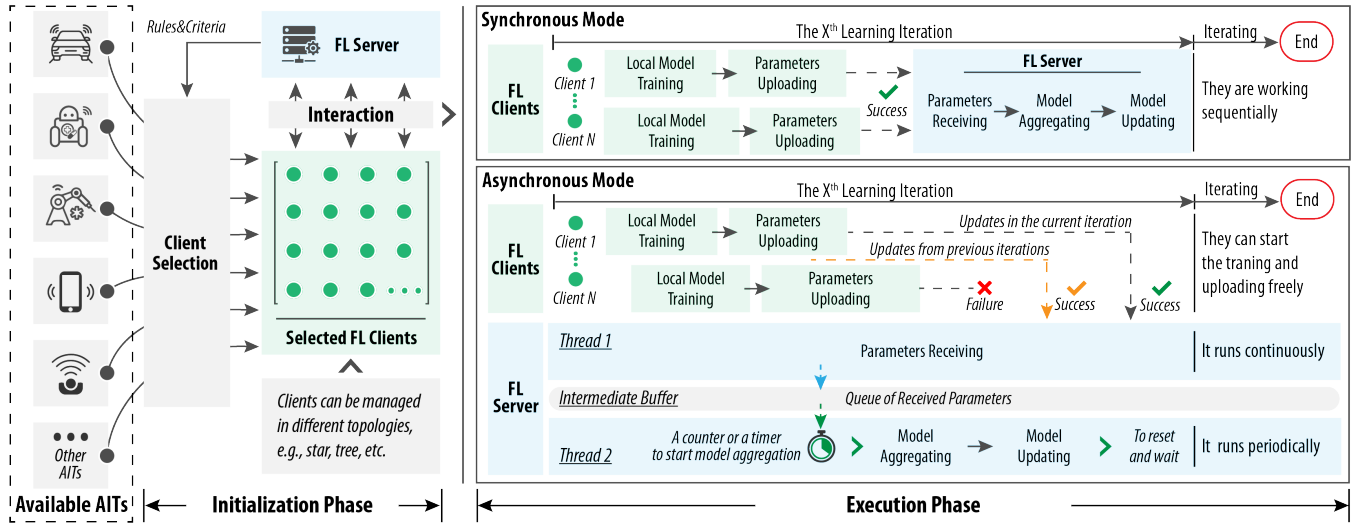 Other
AITs
Available AITs
Rules&Criteria
FL Server
Interaction
Client
Selection
Selected FL Clients
Clients can be managed
in different topologies,
e.g., star, tree, etc.
Initialization Phase
Synchronous Mode
FL
Clients
The Xth Learning Iteration
Iterating
End
Client 1
Client N
Local Model
Training
Parameters
Uploading
Local Model
Training
Parameters
Uploading
Success
FL Server
Parameters
Receiving
Model
Aggregating
Model
Updating
They are working
sequentially
Asynchronous Mode
FL
Clients
The Xth Learning Iteration
Iterating
End
Client 1
Client N
Local Model
Training
Parameters
Uploading
Updates in the current iteration
Updates from previous iterations
Local Model
Training
Parameters
Uploading
Failure
Success
Success
They can start
the traning and
uploading freely
FL
Server
Thread 1
Parameters Receiving
It runs continuously
Intermediate Buffer
Queue of Received Parameters
Thread 2
A counter or a timer
to start model aggregation
Model
Aggregating
Model
Updating
To reset
and wait
It runs periodically
Execution Phase